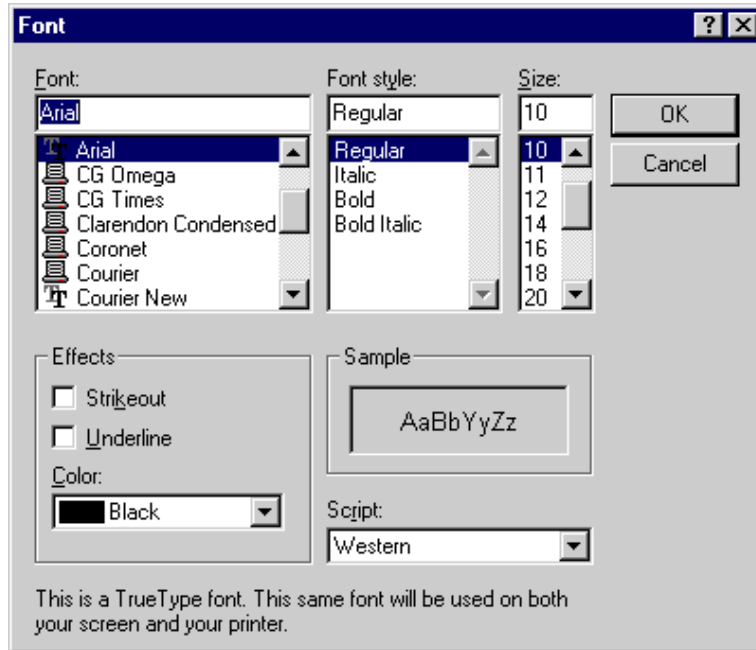 Font
Font:
Arial
Arial
CG Omega
CG Times
Clarendon Condensed
Coronet
Courier
Courier New
Font style:
Regular
Regular
Italic
Bold
Bold Italic
Size:
10
10
11
12
14
16
18
20
OK
Cancel
Effects
Strikeout
Underline
Color:
Black
Sample
AaBbYyZz
Script:
Western
This is a TrueType font. This same font will be used on both
your screen and your printer.